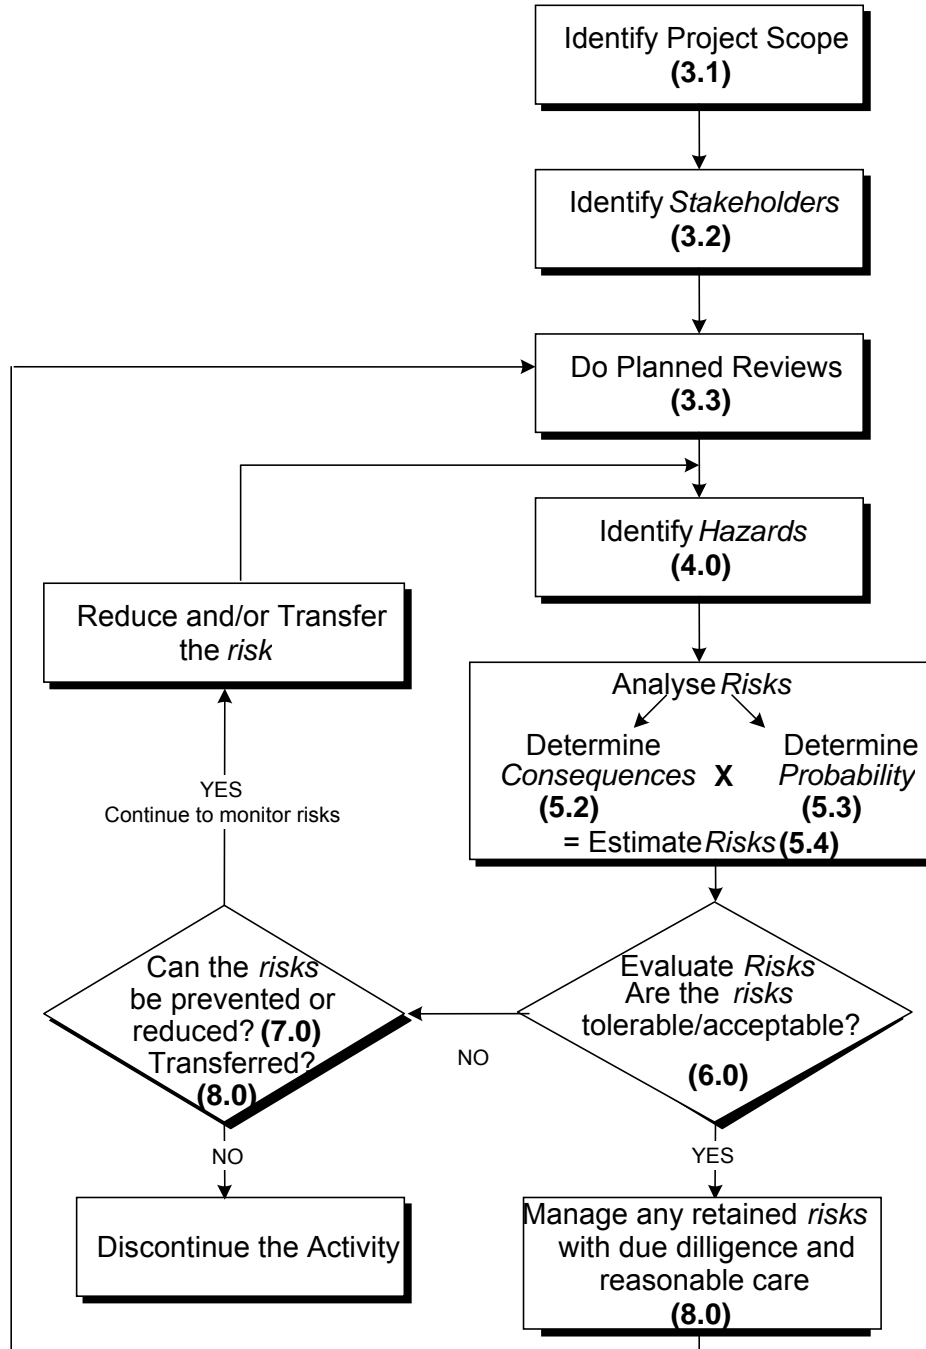 Identify Project Scope
(3.1)
Identify Stakeholders
(3.2)
Do Planned Reviews
(3.3)
Identify Hazards
(4.0)
Reduce and/or Transfer
the risk
Analyse Risks
Determine Determine
Consequences X Probability
(5.2) (5.3)
= Estimate Risks (5.4)
YES
Continue to monitor risks
Evaluate Risks
Are the risks
tolerable/acceptable?
(6.0)
NO
Can the risks
be prevented or
reduced? (7.0)
Transferred?
(8.0)
NO
Discontinue the Activity
YES
Manage any retained risks
with due dilligence and
reasonable care
(8.0)